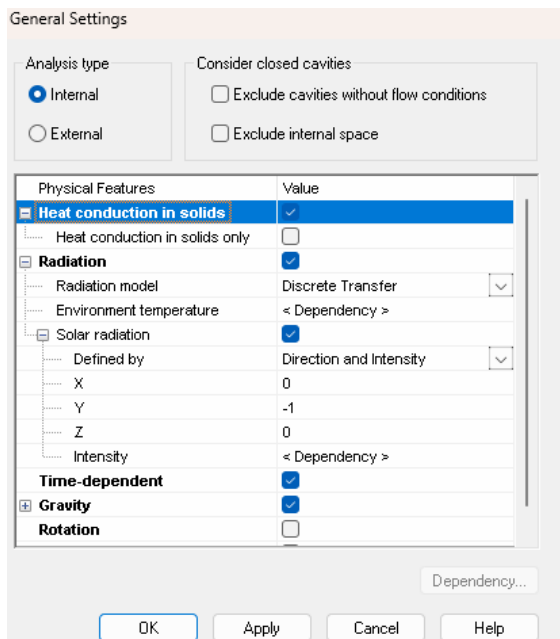 General Settings
Analysis type
Internal
External
Consider closed cavities
Exclude cavities without flow conditions
Exclude internal space
Physical Features Value
Heat conduction in solids
Heat conduction in solids only
Radiation
Radiation model Discrete Transfer
Environment temperature < Dependency >
Solar radiation
Defined by Direction and Intensity
X 0
Y -1
Z 0
Intensity < Dependency >
Time-dependent
Gravity
Rotation
Dependency...
OK Apply Cancel Help